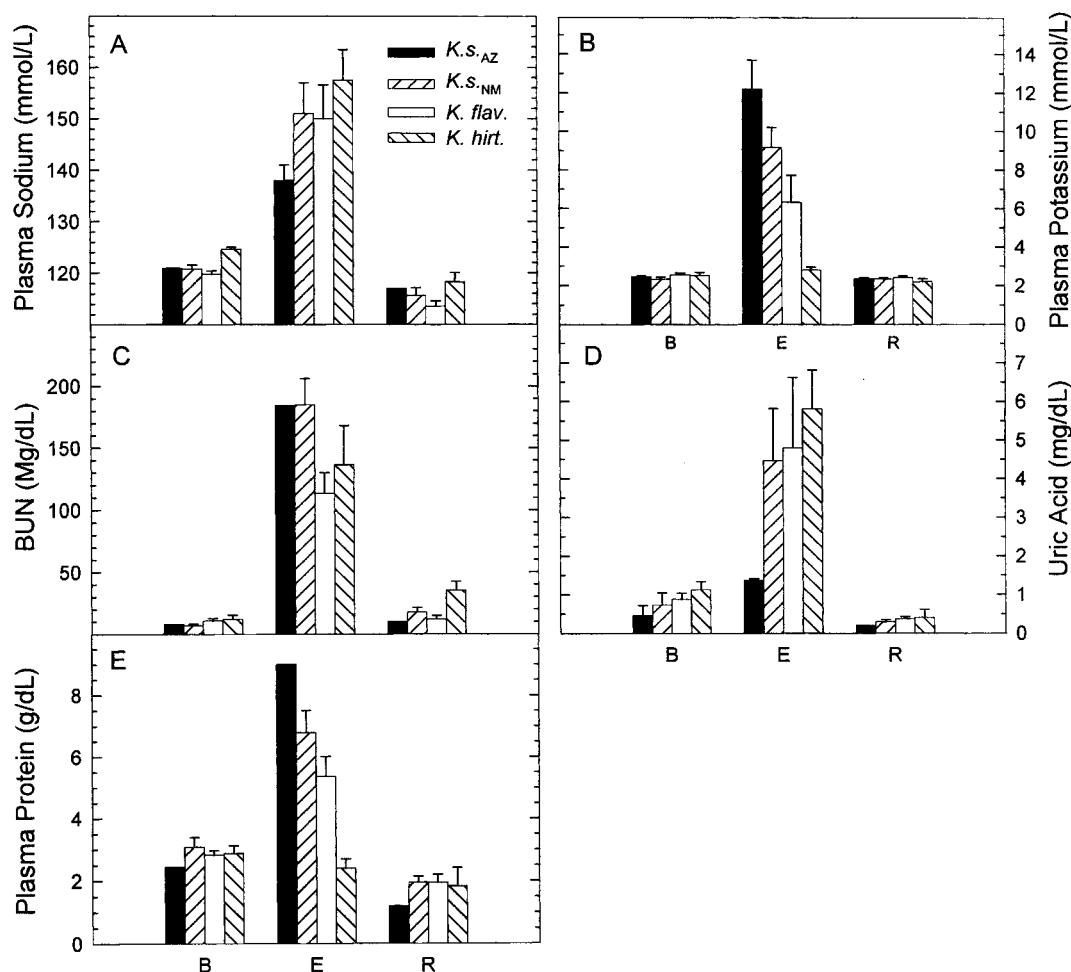 A
Plasma Sodium (mmol/L)
160
150
140
130
120
K.s.AZ
K.s.NM
K. flav.
K. hirt.
B
Plasma Potassium (mmol/L)
14
12
10
8
6
4
2
0
B E R
C
BUN (Mg/dL)
200
150
100
50
D
Uric Acid (mg/dL)
7
6
5
4
3
2
1
0
B E R
E
Plasma Protein (g/dL)
8
6
4
2
0
B E R